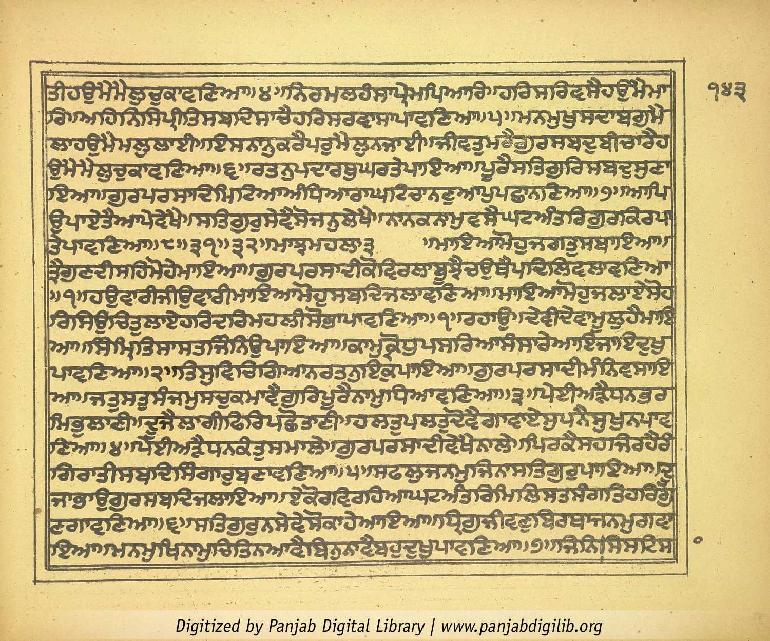 ਤੀਹਉਮੈਮੈਲੁਚੁਕਾਵਣਿਆ॥੪॥ਨਿਰਮਲਹੰਸਾਪ੍ਰੇਮਪਿਆਰਿ॥ਹਰਿਸਰਿਵਸੈਹਉਮੈਮਾ
੧੪੩
ਰਿ॥ਅਹਿਨਿਸਿਪ੍ਰੀਤਿਸਬਦਿਸਾਚੈਹਰਿਸਰਵਾਸਾਪਾਵਣਿਆ॥੫॥ਮਨਮੁਖੁਸਦਾਬਗੁਮੈ
ਲਾਹਉਮੈਮਲੁਲਾਈ॥ਇਸਨਾਨੁਕਰੈਪਰੁਮੈਲੁਨਜਾਈ॥ਜੀਵਤੁਮਰੈਗੁਰਸਬਦੁਬੀਚਾਰੈਹ
ਉਮੈਮੈਲੁਚੁਕਾਵਣਿਆ॥੬॥ਰਤਨੁਪਦਾਰਥੁਘਰਤੇਪਾਇਆ॥ਪੂਰੈਸਤਿਗੁਰਿਸਬਦੁਸੁਣਾ
ਇਆ॥ਗੁਰਪਰਸਾਦਿਮਿਟਿਆਅੰਧਿਆਰਾਘਟਿਚਾਨਣੁਆਪੁਪਛਾਨਣਿਆ॥੭॥ਆਪਿ
ਉਪਾਏਤੈਆਪੇਵੇਖੈ॥ਸਤਿਗੁਰੁਸੇਵੈਸੋਜਨੁਲੇਖੈ॥ਨਾਨਕਨਾਮੁਵਸੈਘਟਅੰਤਰਿਗੁਰਕਿਰਪਾ
ਤੇਪਾਵਣਿਆ॥੮॥੩੧॥੩੨॥ਮਾਝਮਹਲਾ੩ ॥ਮਾਇਆਮੋਹੁਜਗਤੁਸਬਾਇਆ॥
ਤ੍ਰੈਗੁਣਦੀਸਹਿਮੋਹੇਮਾਇਆ॥ਗੁਰਪਰਸਾਦੀਕੋਵਿਰਲਾਬੂਝੈਚਉਥੈਪਦਿਲਿਵਲਾਵਣਿਆ
॥੧॥ਹਉਵਾਰੀਜੀਉਵਾਰੀਮਾਇਆਮੋਹੁਸਬਦਿਜਲਾਵਣਿਆ॥ਮਾਇਆਮੋਹੁਜਲਾਏਸੋਹ
ਰਿਸਿਉਚਿਤੁਲਾਏਹਰਿਦਰਿਮਹਲੀਸੋਭਾਪਾਵਣਿਆ॥੧॥ਰਹਾਉ॥ਦੇਵੀਦੇਵਾਮੂਲੁਹੈਮਾਇ
ਆ॥ਸਿੰਮ੍ਰਿਤਿਸਾਸਤਜਿੰਨਿਉਪਾਇਆ॥ਕਾਮੁਕ੍ਰੋਧੁਪਸਰਿਆਸੰਸਾਰੇਆਇਜਾਇਦੁਖੁ
ਪਾਵਣਿਆ॥੨॥ਤਿਸੁਵਿਚਿਗਿਆਨਰਤਨੁਇਕੁਪਾਇਆ॥ਗੁਰਪਰਸਾਦੀਮੰਨਿਵਸਾਇ
ਆ॥ਜਤੁਸਤੁਸੰਜਮੁਸਚੁਕਮਾਵੈਗੁਰਿਪੂਰੈਨਾਮੁਧਿਆਵਣਿਆ॥੩॥ਪੇਈਅੜੈਧਨਭਰ
ਮਿਭੁਲਾਣੀ॥ਦੂਜੈਲਾਗੀਫਿਰਿਪਛੋਤਾਣੀ॥ਹਲਤੁਪਲਤੁਦੋਵੈਗਵਾਏਸੁਪਨੈਸੁਖੁਨਪਾਵ
ਣਿਆ॥੪॥ਪੇਈਅੜੈਧਨਕੰਤੁਸਮਾਲੇ॥ਗੁਰਪਰਸਾਦੀਵੇਖੈਨਾਲੇ॥ਪਿਰਕੈਸਹਜਿਰਹੈਰੰ
ਗਿਰਾਤੀਸਬਦਿਸਿੰਗਾਰੁਬਣਾਵਣਿਆ॥੫॥ਸਫਲੁਜਨਮੁਜਿਨਾਸਤਿਗੁਰੁਪਾਇਆ॥ਦੂ
ਜਾਭਾਉਗੁਰਸਬਦਿਜਲਾਇਆ॥ਏਕੋਰਵਿਰਹਿਆਘਟਅੰਤਰਿਮਿਲਿਸਤਸੰਗਤਿਹਰਿਗੁ
ਣਗਾਵਣਿਆ॥੬॥ਸਤਿਗੁਰੁਨਸੇਵੇਸੋਕਾਹੇਆਇਆ॥ਧ੍ਰਿਗੁਜੀਵਣੁਬਿਰਥਾਜਨਮੁਗਵਾ
ਇਆ॥ਮਨਮੁਖਿਨਾਮੁਚਿਤਿਨਆਵੈਬਿਨੁਨਾਵੈਬਹੁਦੁਖੁਪਾਵਣਿਆ॥੭॥ਜਿਨਿਸਿਸਟਿਸ
Digitized by Panjab Digital Library | www.panjabdigilib.org